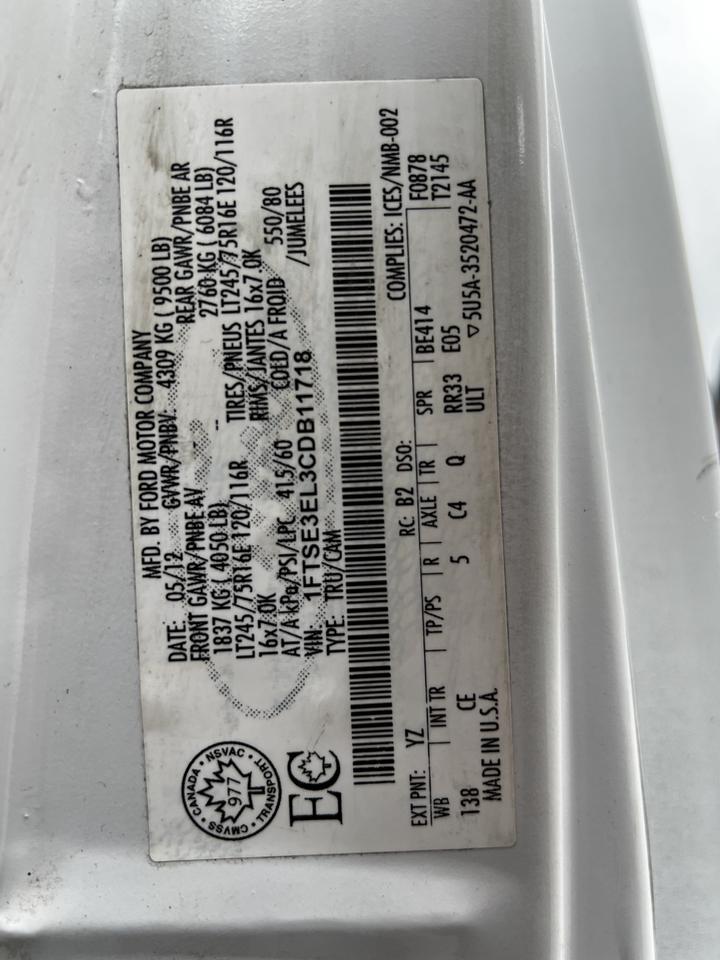 MFD. BY FORD MOTOR COMPANY
DATE: 05/12 GVWR/PNBV: 4309 KG ( 9500 LB)
FRONT GAWR/PNBE AV REAR GAWR/PNBE AR
1837 KG ( 4050 LB) 2760 KG ( 6084 LB)
LT245/75R16E 120/116R TIRES/PNEUS LT245/75R16E 120/116R
16x7.0K RIMS/JANTES 16x7.0K
AT/A kPa/PSI/LPC 415/60 COLD/A FROID 550/80
VIN: 1FTSE3EL3CDB11718 /JUMELEES
TYPE: TRU/CAM
CMVSS • CANADA • NSVAC • TRANSPORT •
977
EC
COMPLIES: ICES/NMB-002
EXT PNT: YZ RC: B2 DSO: F0878
WB INT TR TP/PS R AXLE TR SPR BE414 T2145
138 CE 5 C4 Q RR33 E05
ULT
MADE IN U.S.A. ▽5U5A-3520472-AA